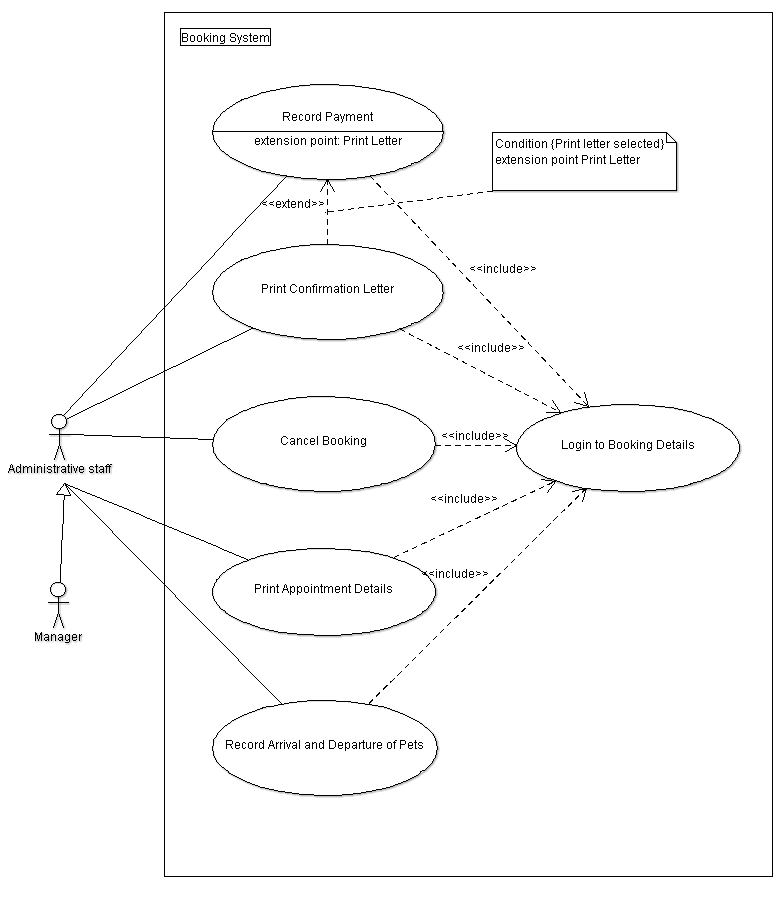 Booking System
Record Payment
extension point: Print Letter
Condition {Print letter selected}
extension point Print Letter
<<extend>>
<<include>>
Print Confirmation Letter
<<include>>
Cancel Booking
<<include>>
Login to Booking Details
Administrative staff
<<include>>
<<include>>
Print Appointment Details
Manager
Record Arrival and Departure of Pets